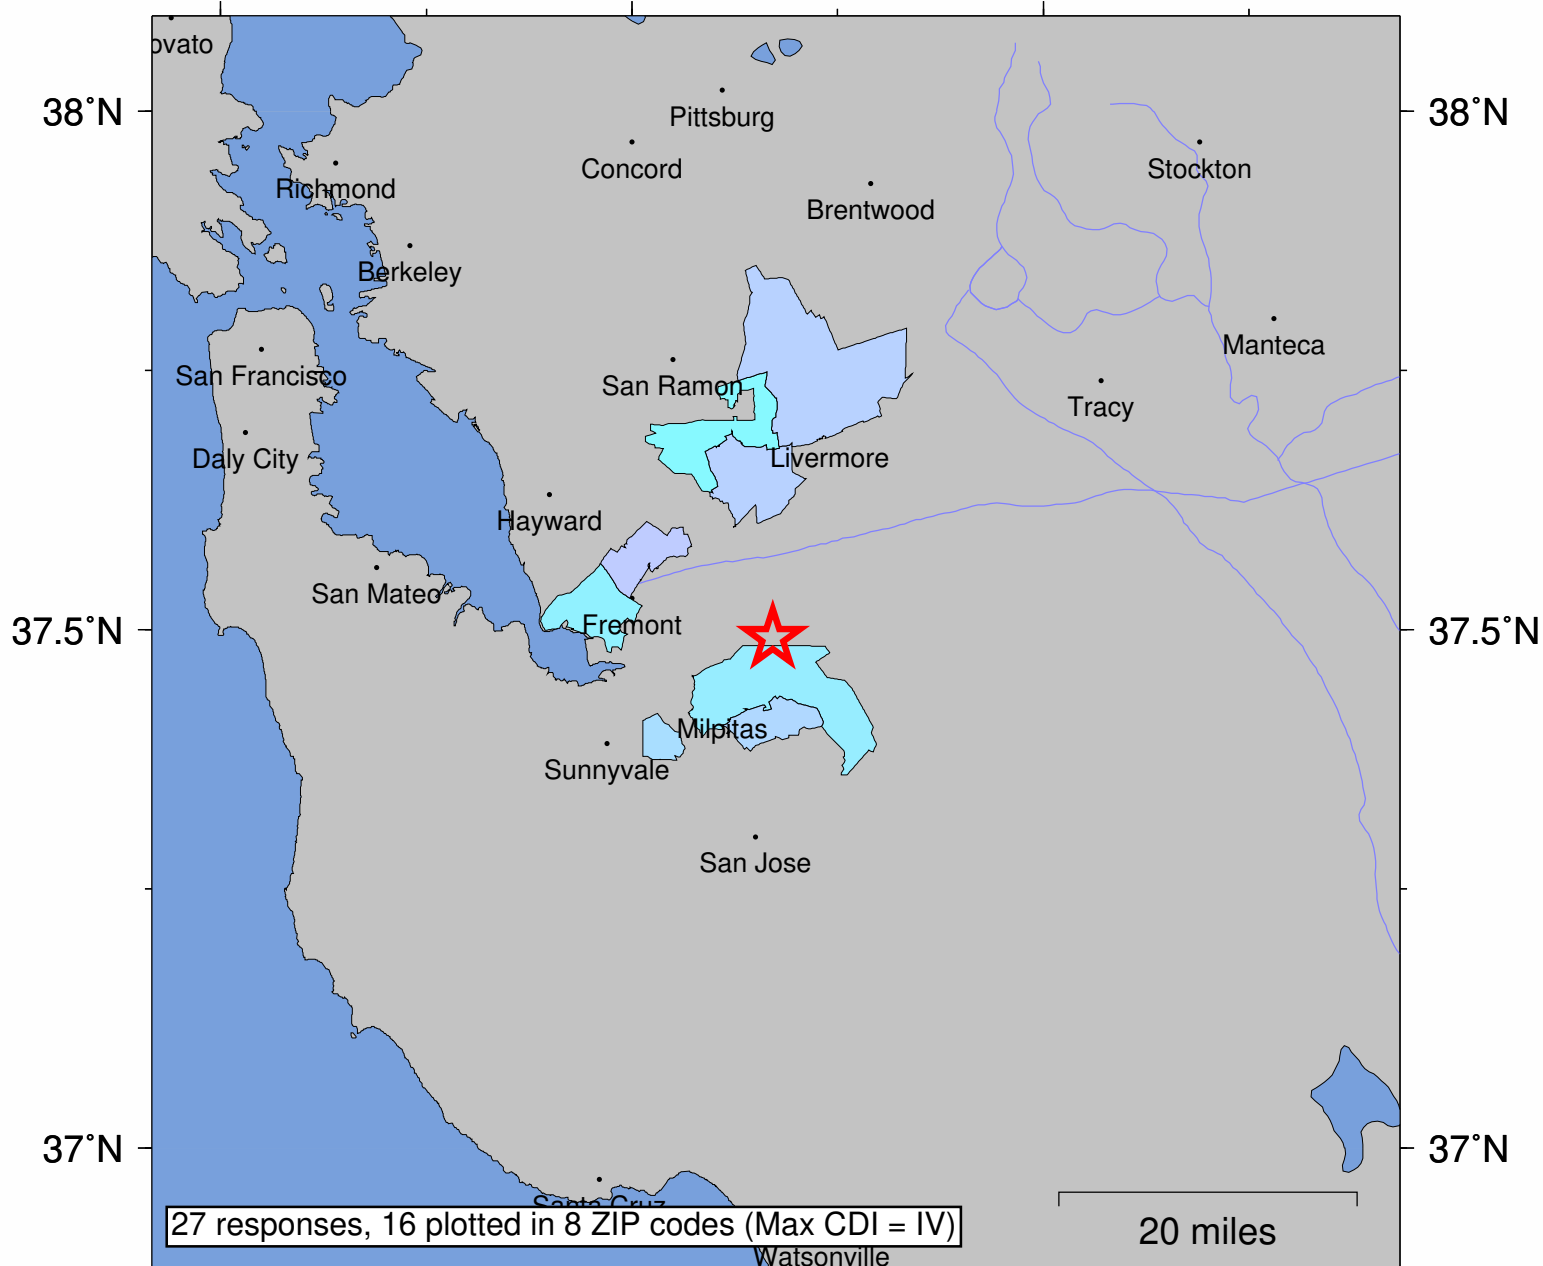 ovato
38°N
38°N
Pittsburg
Concord
Stockton
Richmond
Brentwood
Berkeley
Manteca
San Francisco
San Ramon
Tracy
Daly City
Livermore
Hayward
San Mateo
Fremont
37.5°N
37.5°N
Milpitas
Sunnyvale
San Jose
37°N
37°N
Santa Cruz
27 responses, 16 plotted in 8 ZIP codes (Max CDI = IV)
20 miles
Watsonville